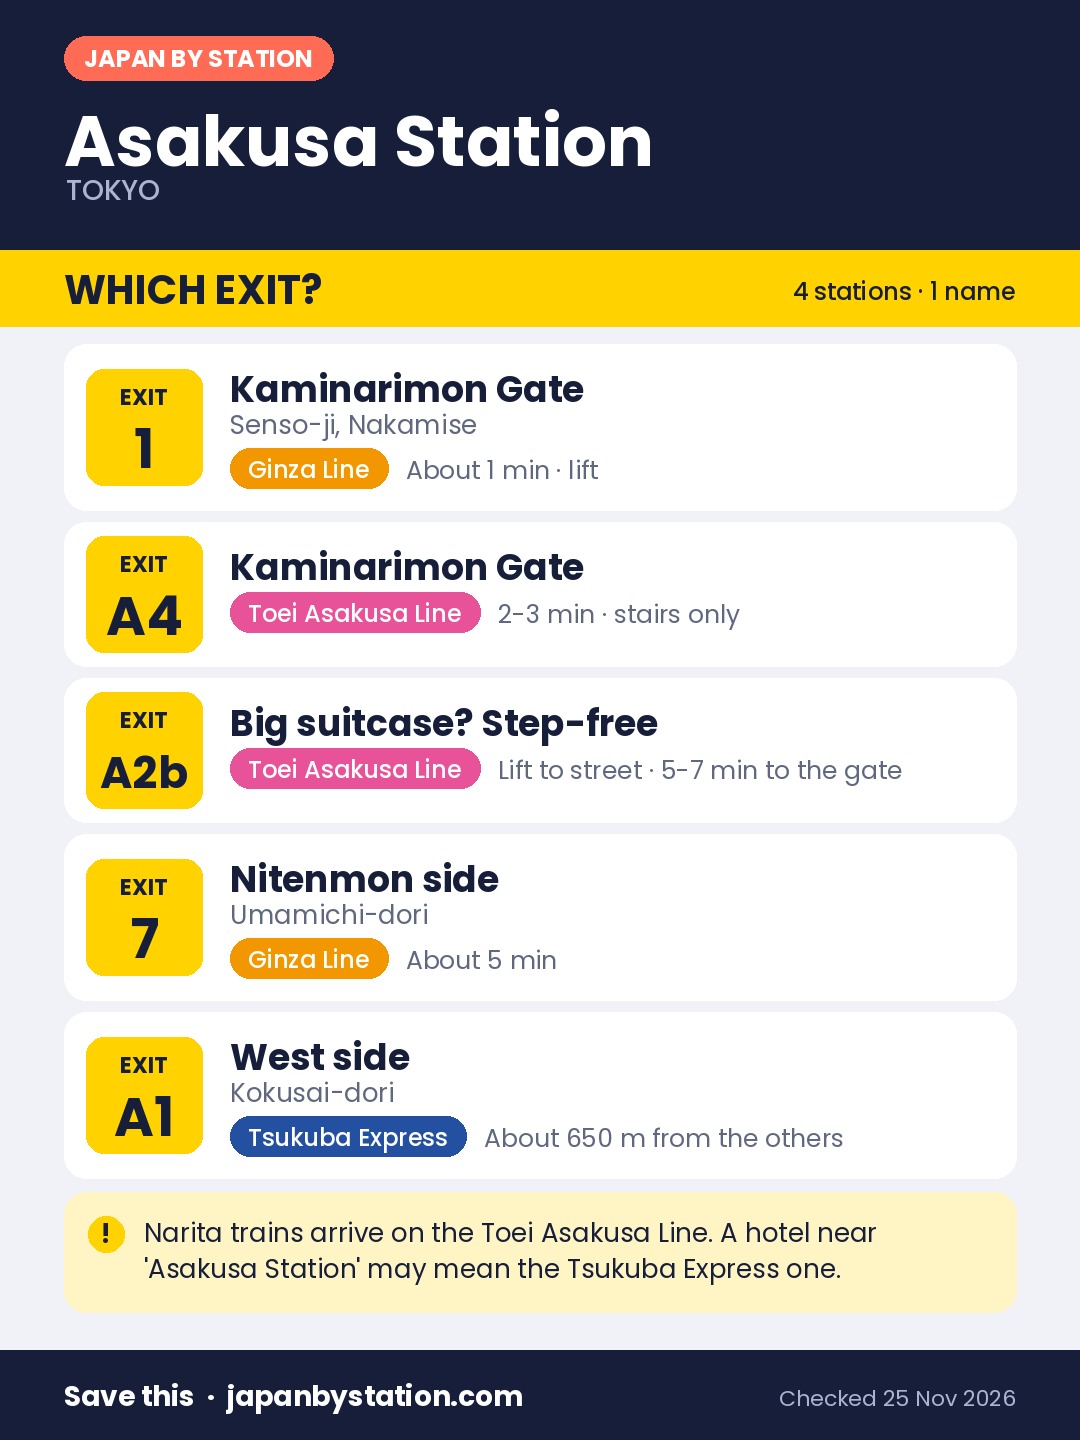 JAPAN BY STATION
Asakusa Station
TOKYO
WHICH EXIT?
4 stations · 1 name
EXIT
1
Kaminarimon Gate
Senso-ji, Nakamise
Ginza Line
About 1 min · lift
EXIT
A4
Kaminarimon Gate
Toei Asakusa Line
2-3 min · stairs only
EXIT
A2b
Big suitcase? Step-free
Toei Asakusa Line
Lift to street · 5-7 min to the gate
EXIT
7
Nitenmon side
Umamichi-dori
Ginza Line
About 5 min
EXIT
A1
West side
Kokusai-dori
Tsukuba Express
About 650 m from the others
!
Narita trains arrive on the Toei Asakusa Line. A hotel near
'Asakusa Station' may mean the Tsukuba Express one.
Save this · japanbystation.com
Checked 25 Nov 2026